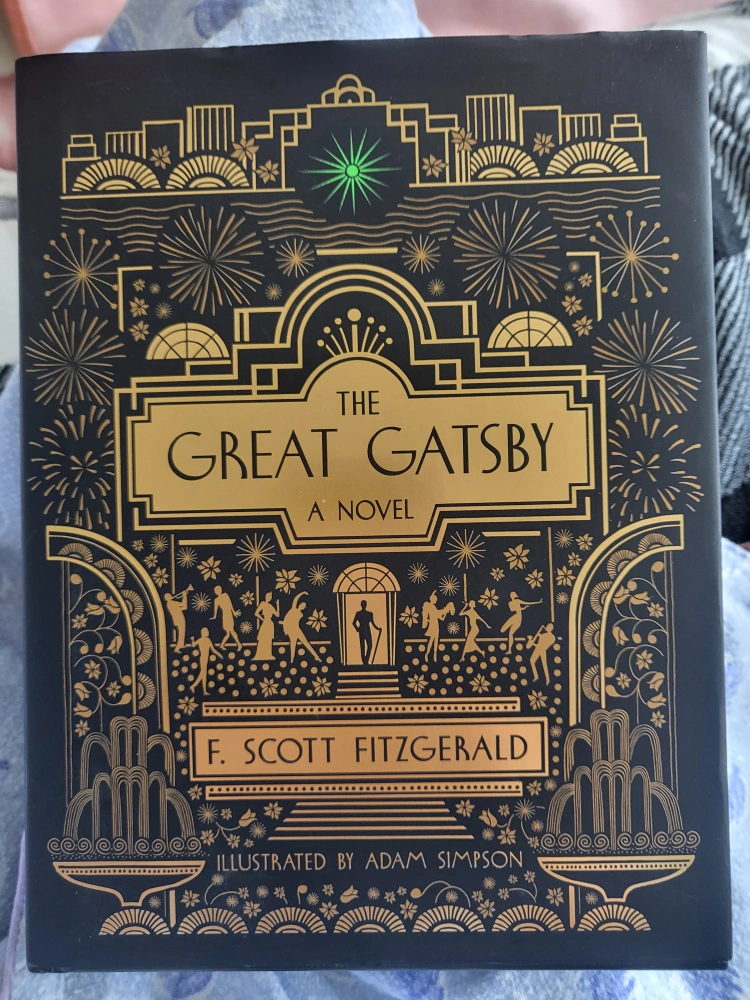 THE
GREAT GATSBY
A NOVEL
F. SCOTT FITZGERALD
ILLUSTRATED BY ADAM SIMPSON